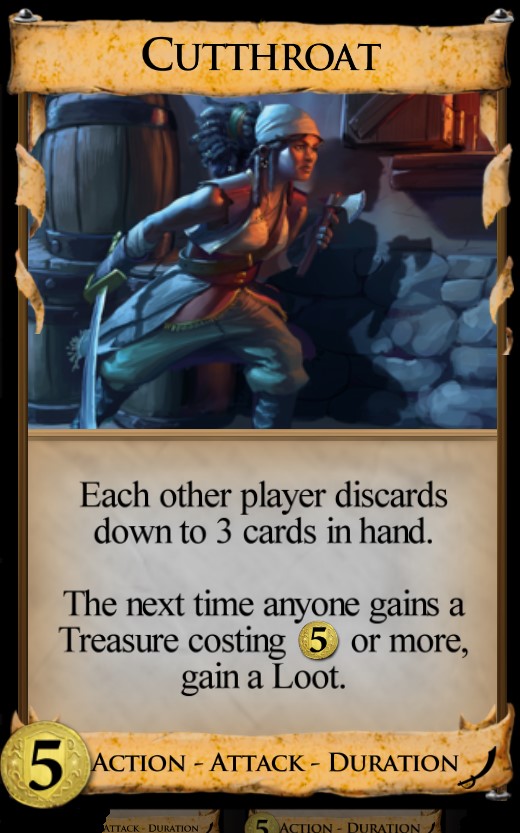 CUTTHROAT
Each other player discards
down to 3 cards in hand.
The next time anyone gains a
Treasure costing 5 or more,
gain a Loot.
5 ACTION - ATTACK - DURATION
ATTACK - DURATION 5 ACTION - DURATION